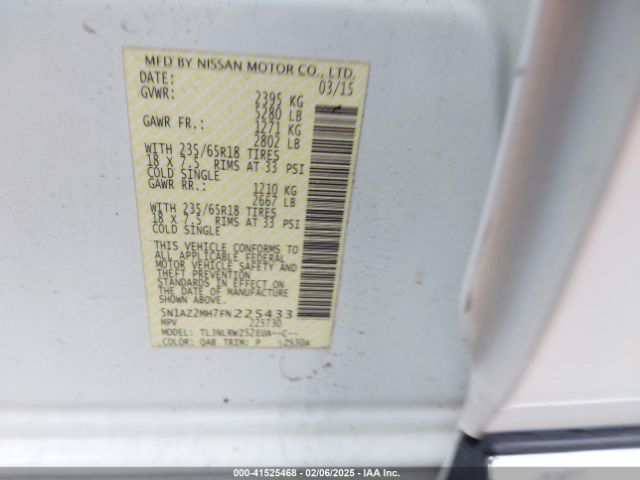 MFD BY NISSAN MOTOR CO., LTD.
DATE: 03/15
GVWR: 2395 KG
5280 LB
GAWR FR.: 1271 KG
2802 LB
WITH 235/65R18 TIRES
18 X 7.5 RIMS AT 33 PSI
COLD SINGLE
GAWR RR.: 1210 KG
2667 LB
WITH 235/65R18 TIRES
18 X 7.5 RIMS AT 33 PSI
COLD SINGLE
THIS VEHICLE CONFORMS TO
ALL APPLICABLE FEDERAL
MOTOR VEHICLE SAFETY AND
THEFT PREVENTION
STANDARDS IN EFFECT ON
THE DATE OF MANUFACTURE
SHOWN ABOVE.
5N1AZ2MH7FN225433
MPV 225730
MODEL: TLJNLRWZ52EUA--C--
COLOR: QAB TRIM: P
000-41525468 - 02/06/2025 - IAA Inc.